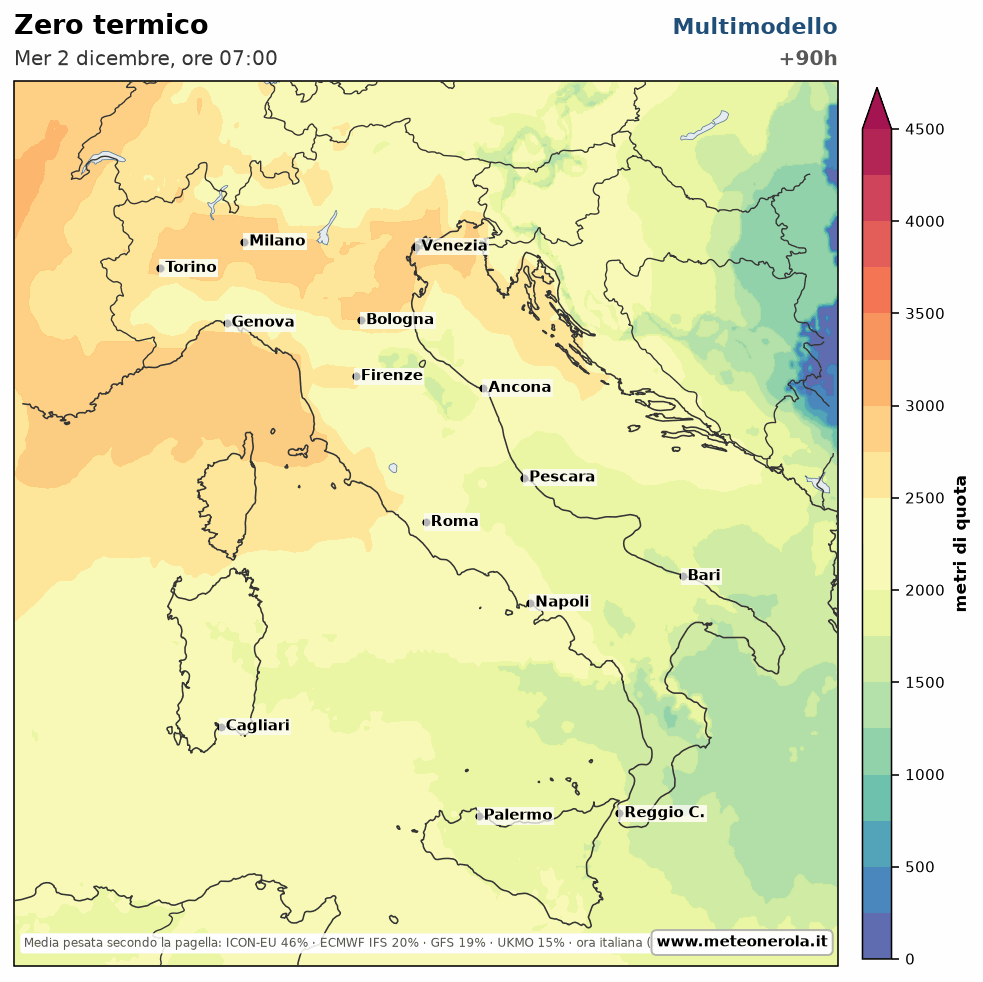 Zero termico
Multimodello
Mer 2 dicembre, ore 07:00
+90h
4500
4000
3500
3000
2500
2000
1500
1000
500
0
metri di quota
Milano
Venezia
Torino
Genova
Bologna
Firenze
Ancona
Pescara
Roma
Bari
Napoli
Cagliari
Palermo
Reggio C.
Media pesata secondo la pagella: ICON-EU 46% · ECMWF IFS 20% · GFS 19% · UKMO 15% · ora italiana (
www.meteonerola.it